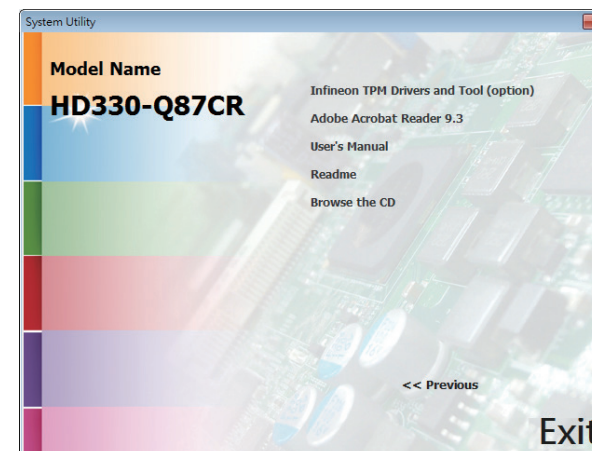 System Utility
Model Name
HD330-Q87CR
Infineon TPM Drivers and Tool (option)
Adobe Acrobat Reader 9.3
User's Manual
Readme
Browse the CD
<< Previous
Exit